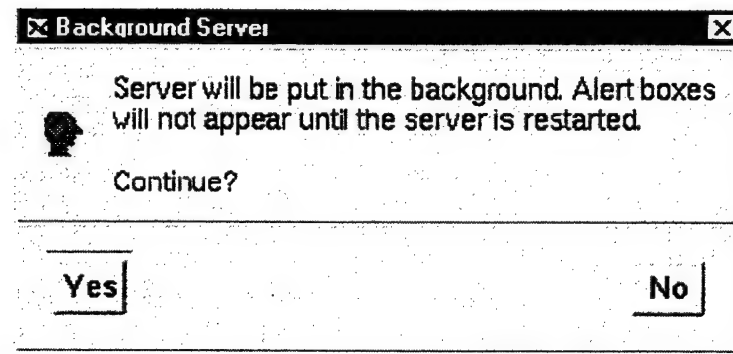 Background Server
Server will be put in the background. Alert boxes
will not appear until the server is restarted.
Continue?
Yes
No